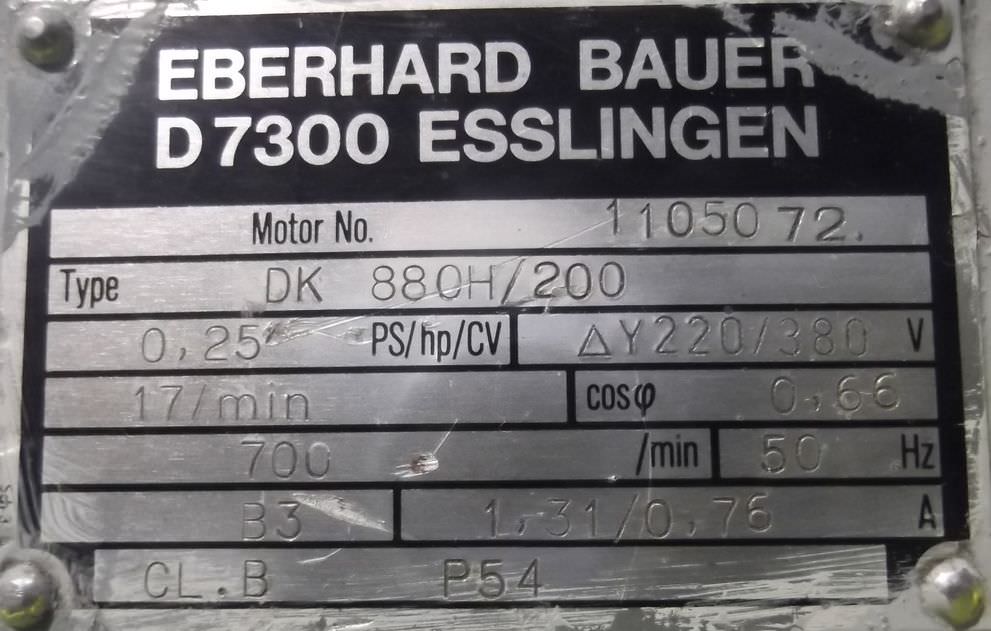 EBERHARD BAUER
D7300 ESSLINGEN
Motor No. 1105072.
Type DK 880H/200
0,25 PS/hp/CV ΔY220/380 V
17/min cosφ 0,66
700 /min 50 Hz
B3 1,31/0,76 A
CL.B P54